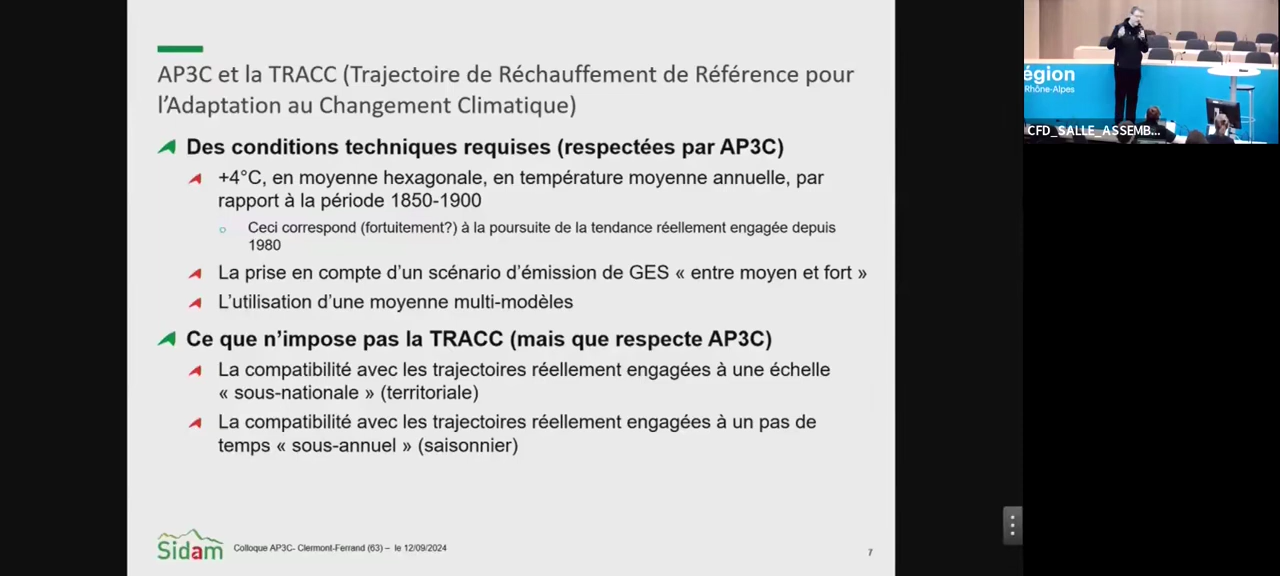 AP3C et la TRACC (Trajectoire de Réchauffement de Référence pour
l'Adaptation au Changement Climatique)
Des conditions techniques requises (respectées par AP3C)
+4°C, en moyenne hexagonale, en température moyenne annuelle, par
rapport à la période 1850-1900
Ceci correspond (fortuitement?) à la poursuite de la tendance réellement engagée depuis
1980
La prise en compte d'un scénario d'émission de GES « entre moyen et fort »
L'utilisation d'une moyenne multi-modèles
Ce que n'impose pas la TRACC (mais que respecte AP3C)
La compatibilité avec les trajectoires réellement engagées à une échelle
« sous-nationale » (territoriale)
La compatibilité avec les trajectoires réellement engagées à un pas de
temps « sous-annuel » (saisonnier)
Sidam
Colloque AP3C- Clermont-Ferrand (63) – le 12/09/2024
7
égion
Rhône-Alpes
CFD_SALLE_ASSEMB...